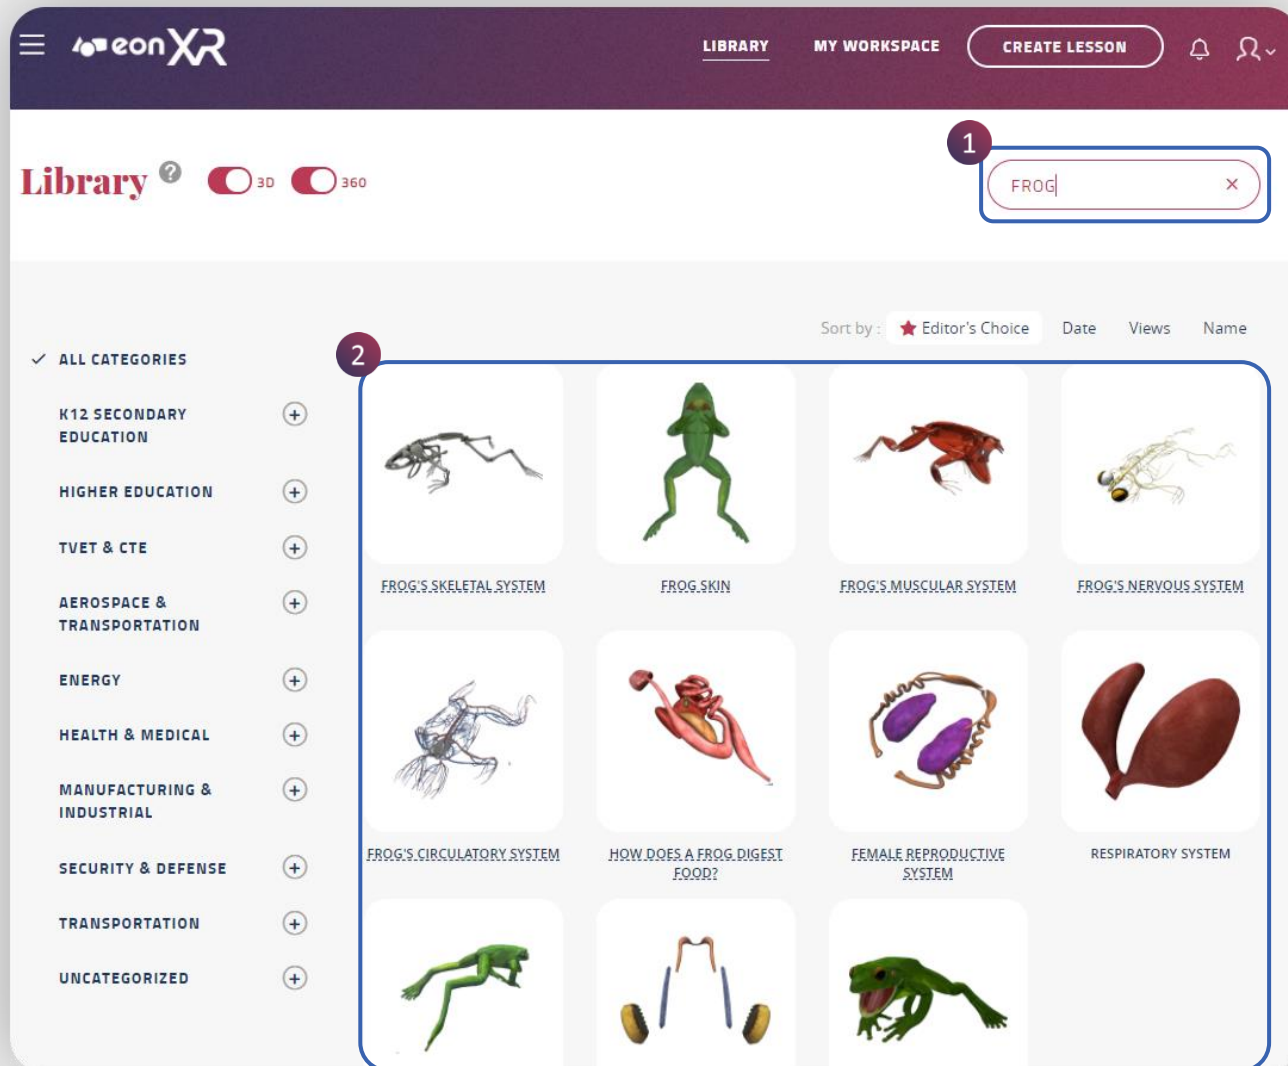 eonXR
LIBRARY
MY WORKSPACE
CREATE LESSON
Library ?
3D
360
1
FROG
Sort by :
Editor's Choice
Date
Views
Name
ALL CATEGORIES
K12 SECONDARY
EDUCATION
HIGHER EDUCATION
TVET & CTE
AEROSPACE &
TRANSPORTATION
ENERGY
HEALTH & MEDICAL
MANUFACTURING &
INDUSTRIAL
SECURITY & DEFENSE
TRANSPORTATION
UNCATEGORIZED
2
FROG'S SKELETAL SYSTEM
FROG SKIN
FROG'S MUSCULAR SYSTEM
FROG'S NERVOUS SYSTEM
FROG'S CIRCULATORY SYSTEM
HOW DOES A FROG DIGEST
FOOD?
FEMALE REPRODUCTIVE
SYSTEM
RESPIRATORY SYSTEM